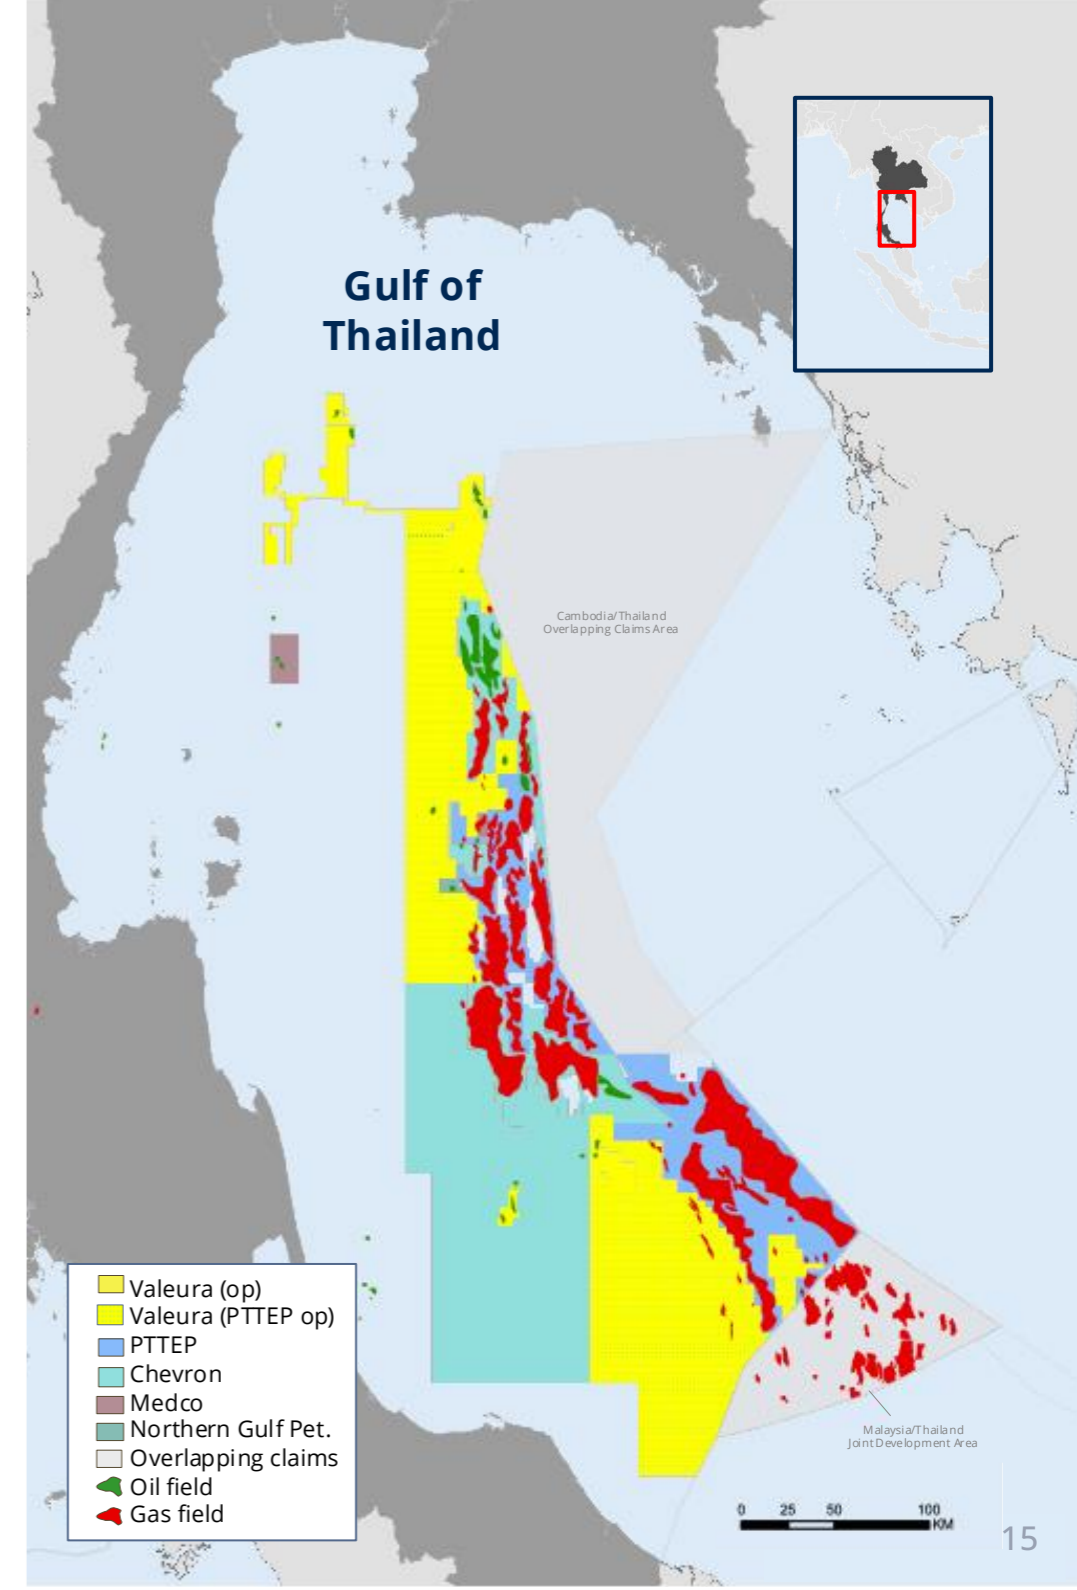 Gulf of
Thailand
Cambodia/Thailand
Overlapping Claims Area
Valeura (op)
Valeura (PTTEP op)
PTTEP
Chevron
Medco
Northern Gulf Pet.
Overlapping claims
Oil field
Gas field
Malaysia/Thailand
Joint Development Area
0 25 50 100
KM
15